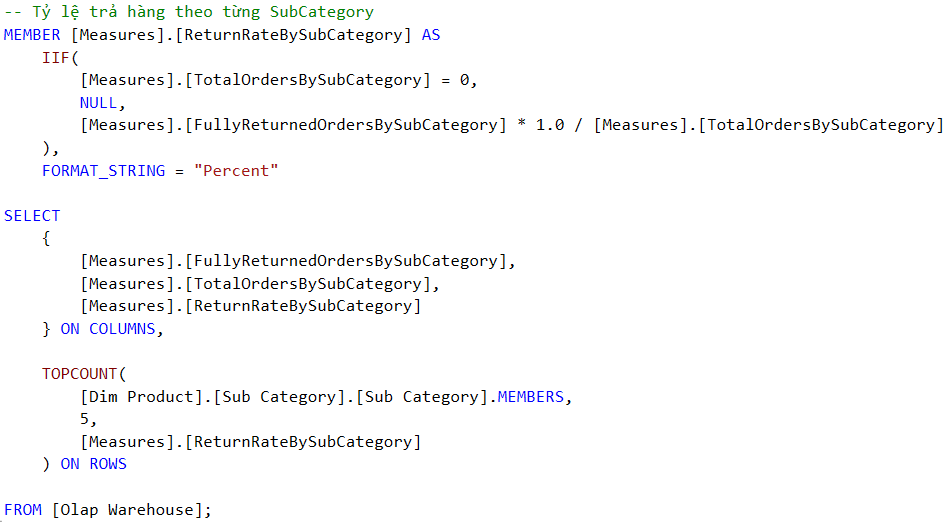 -- Tỷ lệ trả hàng theo từng SubCategory
MEMBER [Measures].[ReturnRateBySubCategory] AS
    IIF(
        [Measures].[TotalOrdersBySubCategory] = 0,
        NULL,
        [Measures].[FullyReturnedOrdersBySubCategory] * 1.0 / [Measures].[TotalOrdersBySubCategory]
    ),
    FORMAT_STRING = "Percent"

SELECT
    {
        [Measures].[FullyReturnedOrdersBySubCategory],
        [Measures].[TotalOrdersBySubCategory],
        [Measures].[ReturnRateBySubCategory]
    } ON COLUMNS,

    TOPCOUNT(
        [Dim Product].[Sub Category].[Sub Category].MEMBERS,
        5,
        [Measures].[ReturnRateBySubCategory]
    ) ON ROWS

FROM [Olap Warehouse];